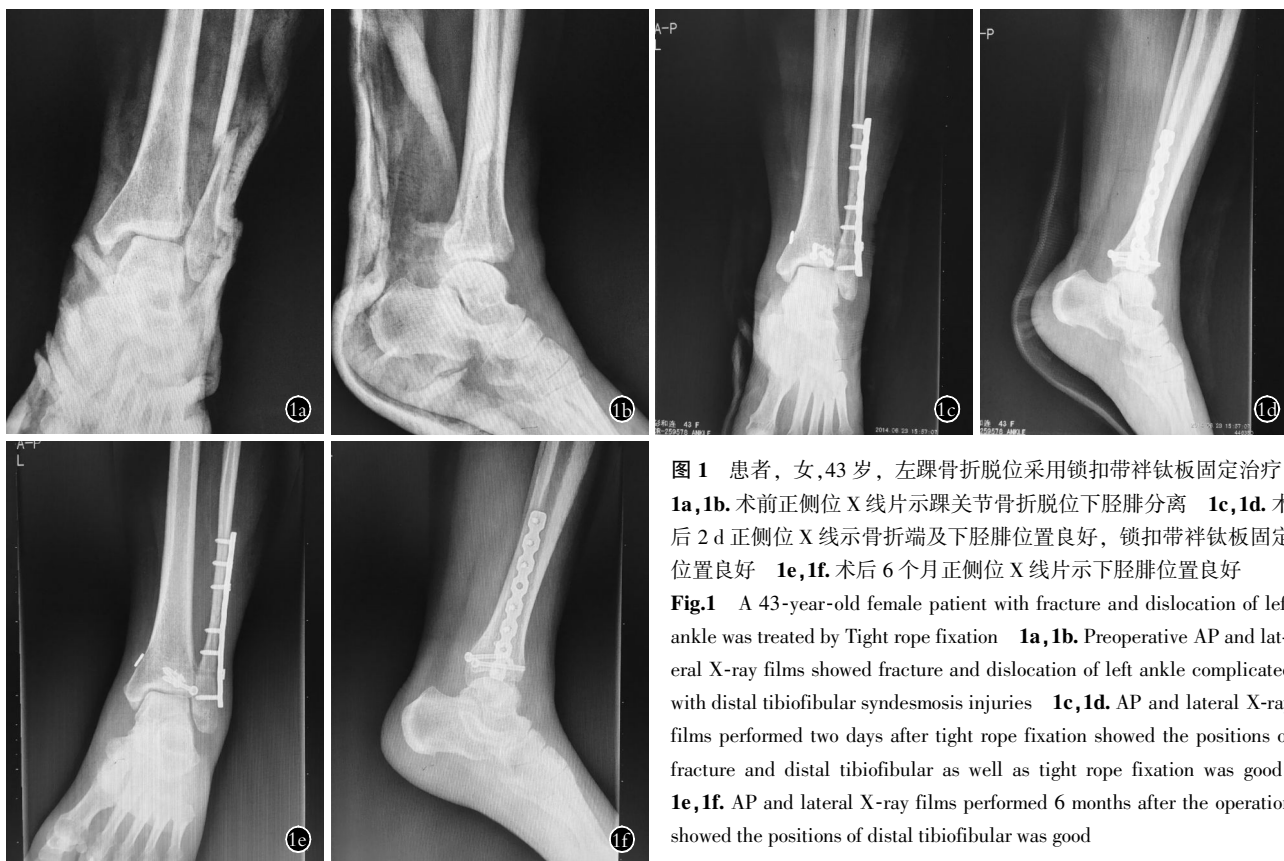 A-P
L
1a
1b
1c
2014 06 23 15:37:07
43 F
ANKLE
-P
1d
A-P
L
1e
1f
图 1 患者，女，43 岁，左踝骨折脱位采用锁扣带袢钛板固定治疗
1a,1b. 术前正侧位 X 线片示踝关节骨折脱位下胫腓分离 1c,1d. 术
后 2 d 正侧位 X 线示骨折端及下胫腓位置良好，锁扣带袢钛板固定
位置良好 1e,1f. 术后 6 个月正侧位 X 线片示下胫腓位置良好
Fig.1 A 43-year-old female patient with fracture and dislocation of lef
ankle was treated by Tight rope fixation 1a,1b. Preoperative AP and lat-
eral X-ray films showed fracture and dislocation of left ankle complicated
with distal tibiofibular syndesmosis injuries 1c,1d. AP and lateral X-ra
films performed two days after tight rope fixation showed the positions o
fracture and distal tibiofibular as well as tight rope fixation was good
1e,1f. AP and lateral X-ray films performed 6 months after the operation
showed the positions of distal tibiofibular was good